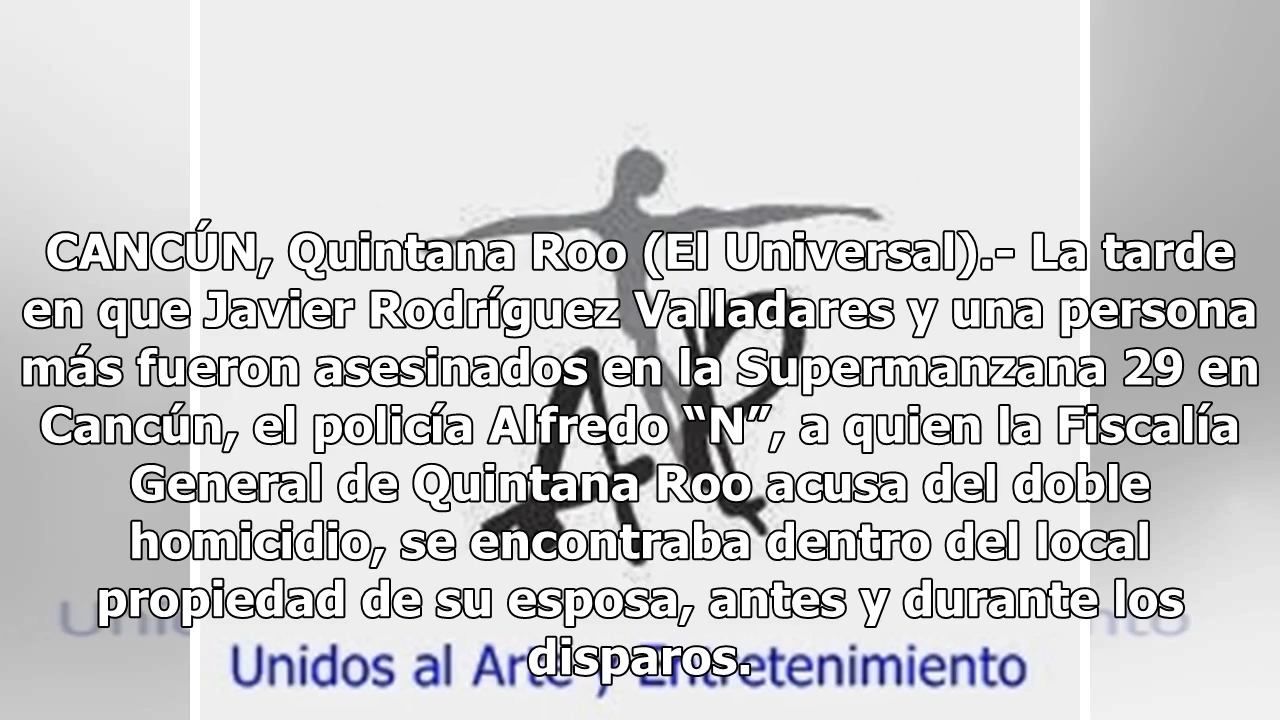 CANCÚN, Quintana Roo (El Universal).- La tarde
en que Javier Rodríguez Valladares y una persona
más fueron asesinados en la Supermanzana 29 en
Cancún, el policía Alfredo “N”, a quien la Fiscalía
General de Quintana Roo acusa del doble
homicidio, se encontraba dentro del local
propiedad de su esposa, antes y durante los
disparos.
AP
Unidos al Arte y Entretenimiento